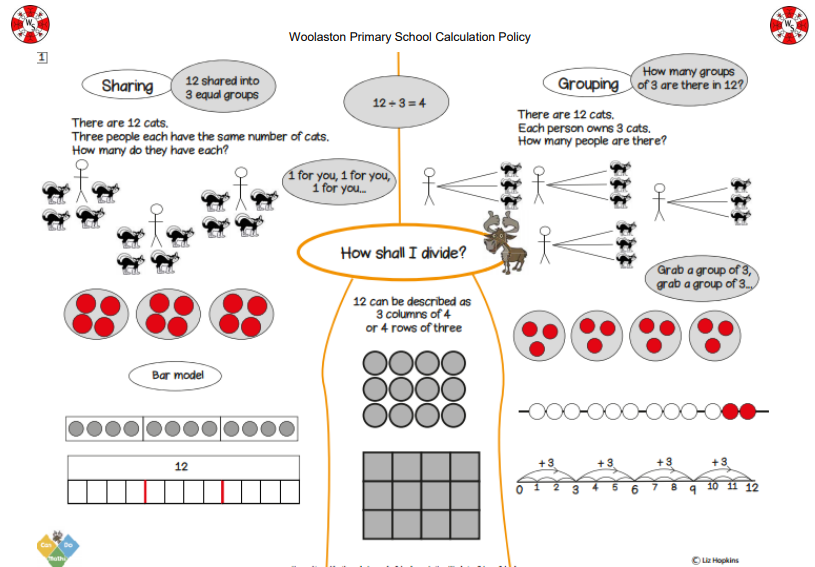 Woolaston Primary School Calculation Policy
1
Sharing
12 shared into
3 equal groups
There are 12 cats.
Three people each have the same number of cats.
How many do they have each?
1 for you, 1 for you,
1 for you...
Bar model
12
12 ÷ 3 = 4
How shall I divide?
12 can be described as
3 columns of 4
or 4 rows of three
Grouping
How many groups
of 3 are there in 12?
There are 12 cats.
Each person owns 3 cats.
How many people are there?
Grab a group of 3,
grab a group of 3...
+3 +3 +3 +3
0 1 2 3 4 5 6 7 8 9 10 11 12
Can Do
Maths
© Liz Hopkins